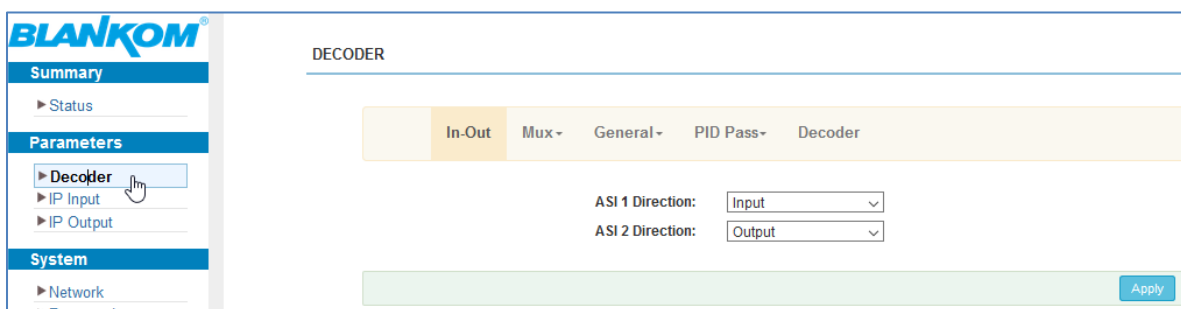 BLANKOM®
Summary
Status
Parameters
Decoder
IP Input
IP Output
System
Network
DECODER
In-Out Mux General PID Pass Decoder
ASI 1 Direction: Input
ASI 2 Direction: Output
Apply